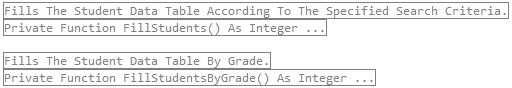 Fills The Student Data Table According To The Specified Search Criteria.
Private Function FillStudents() As Integer ...
Fills The Student Data Table By Grade.
Private Function FillStudentsByGrade() As Integer ...